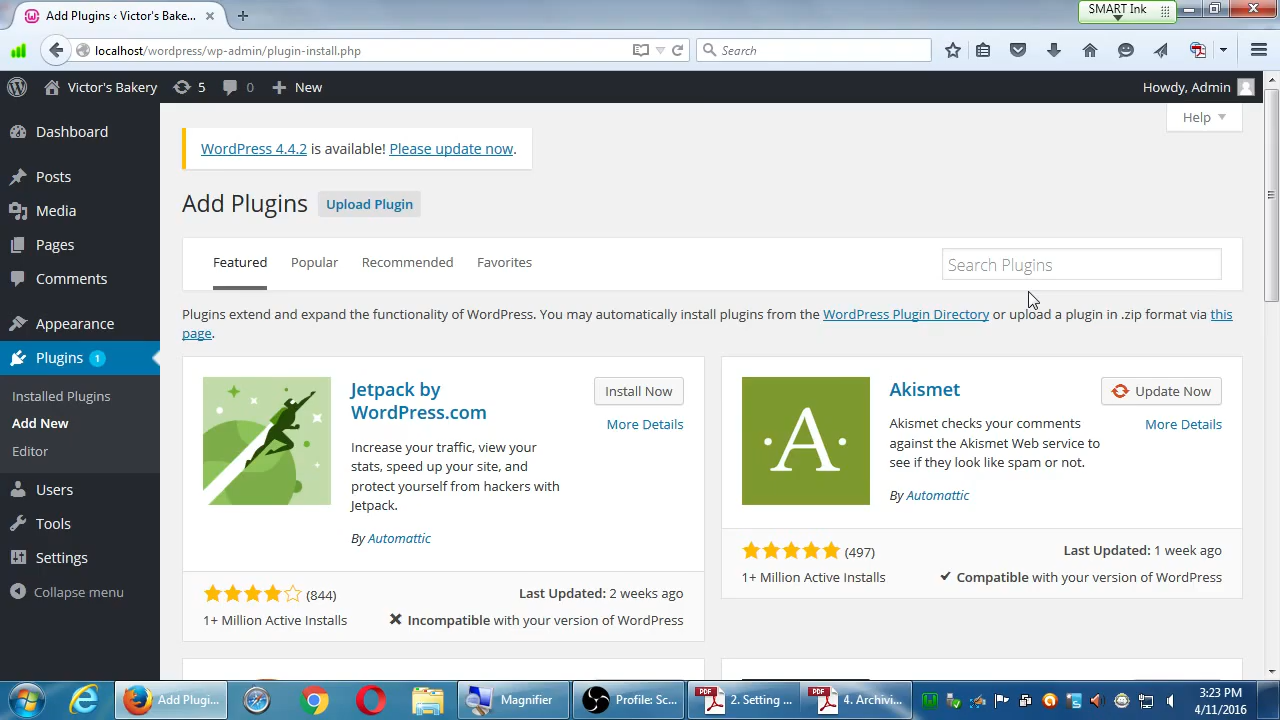 Add Plugins ‹ Victor's Bake...
SMART Ink
localhost/wordpress/wp-admin/plugin-install.php
Search
Victor's Bakery
5
0
New
Howdy, Admin
Help
Dashboard
Posts
Media
Pages
Comments
Appearance
Plugins 1
Installed Plugins
Add New
Editor
Users
Tools
Settings
Collapse menu
WordPress 4.4.2 is available! Please update now.
Add Plugins
Upload Plugin
Featured
Popular
Recommended
Favorites
Search Plugins
Plugins extend and expand the functionality of WordPress. You may automatically install plugins from the WordPress Plugin Directory or upload a plugin in .zip format via this
page.
Jetpack by
WordPress.com
Install Now
More Details
Increase your traffic, view your
stats, speed up your site, and
protect yourself from hackers with
Jetpack.
By Automattic
(844)
Last Updated: 2 weeks ago
1+ Million Active Installs
Incompatible with your version of WordPress
A
Akismet
Update Now
More Details
Akismet checks your comments
against the Akismet Web service to
see if they look like spam or not.
By Automattic
(497)
Last Updated: 1 week ago
1+ Million Active Installs
Compatible with your version of WordPress
Add Plugi...
Magnifier
Profile: Sc...
PDF
2. Setting ...
PDF
4. Archivi...
3:23 PM
4/11/2016